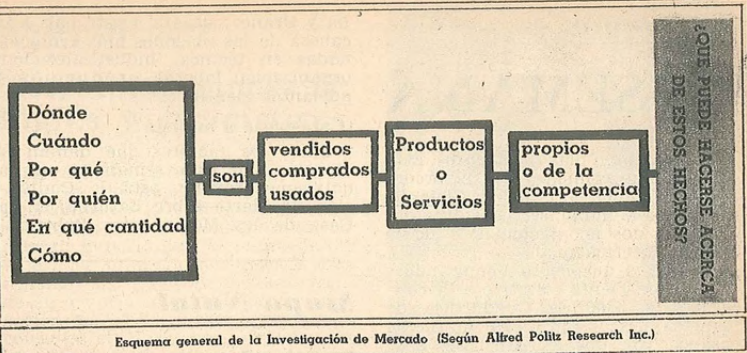 Dónde
Cuándo
Por qué
Por quién
En qué cantidad
Cómo
son
vendidos
comprados
usados
Productos
o
Servicios
propios
o de la
competencia
¿QUE PUEDE HACERSE ACERCA
DE ESTOS HECHOS?
Esquema general de la Investigación de Mercado (Según Alfred Politz Research Inc.)